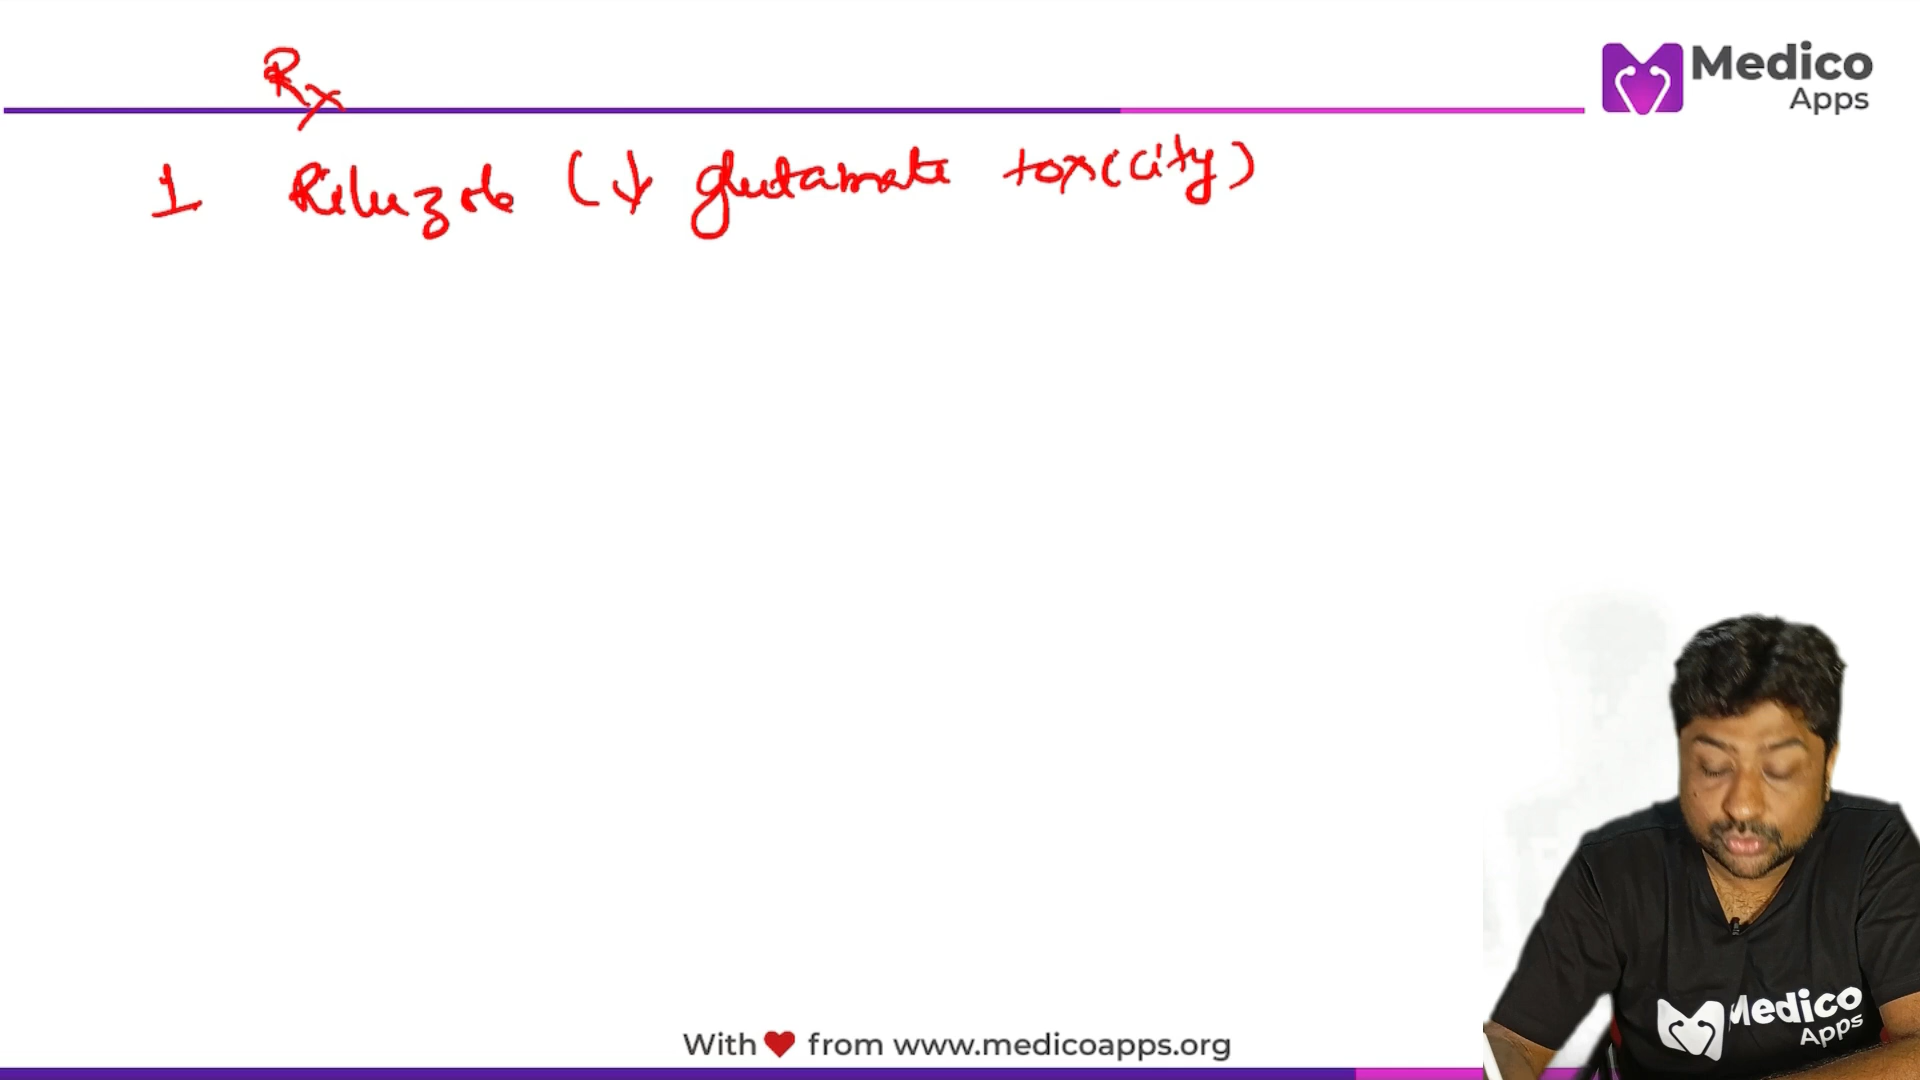 Rx
Medico
Apps
1 Riluzole (↓ glutamate toxicity)
Medico
Apps
With ❤ from www.medicoapps.org